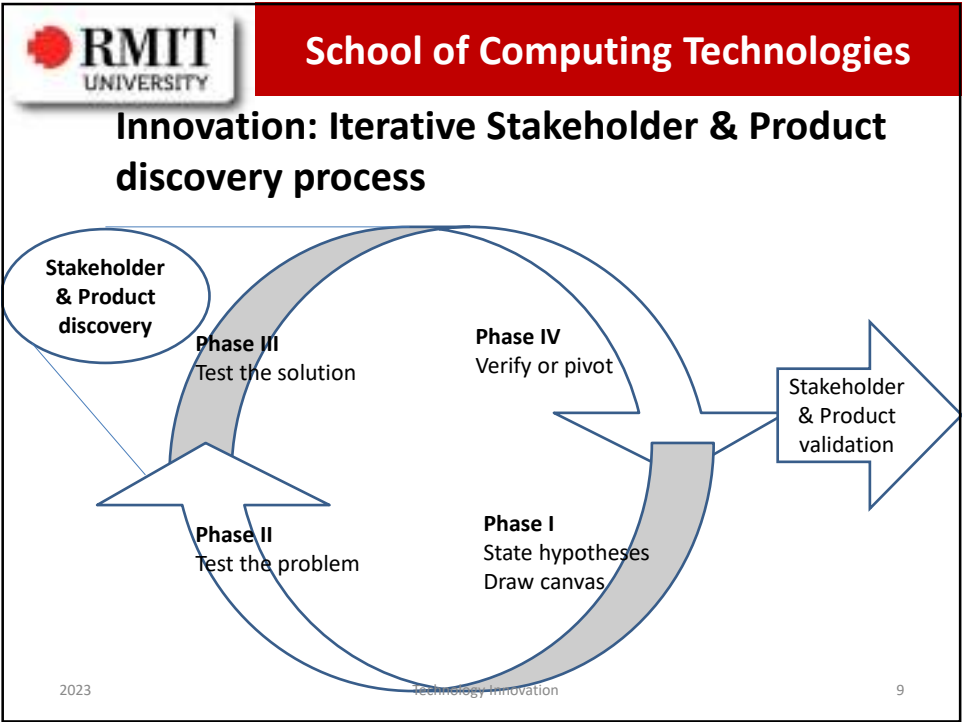 RMIT
UNIVERSITY
School of Computing Technologies
Innovation: Iterative Stakeholder & Product
discovery process
Stakeholder
& Product
discovery
Phase III
Test the solution
Phase IV
Verify or pivot
Stakeholder
& Product
validation
Phase II
Test the problem
Phase I
State hypotheses
Draw canvas
2023
Technology Innovation
9